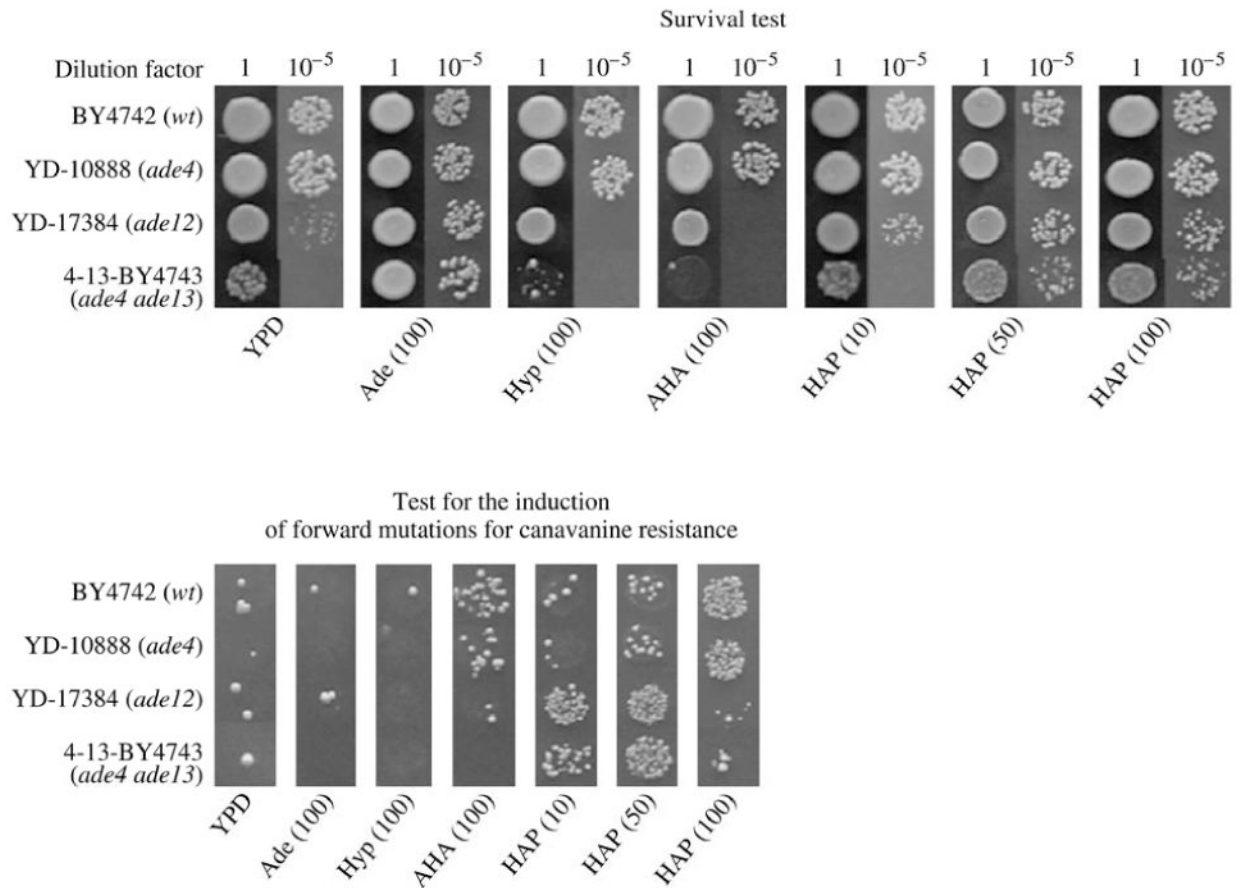 Survival test
Dilution factor 1 10⁻⁵ 1 10⁻⁵ 1 10⁻⁵ 1 10⁻⁵ 1 10⁻⁵ 1 10⁻⁵ 1 10⁻⁵
BY4742 (wt)
YD-10888 (ade4)
YD-17384 (ade12)
4-13-BY4743
(ade4 ade13)
YPD Ade (100) Hyp (100) AHA (100) HAP (10) HAP (50) HAP (100)
Test for the induction
of forward mutations for canavanine resistance
BY4742 (wt)
YD-10888 (ade4)
YD-17384 (ade12)
4-13-BY4743
(ade4 ade13)
YPD Ade (100) Hyp (100) AHA (100) HAP (10) HAP (50) HAP (100)